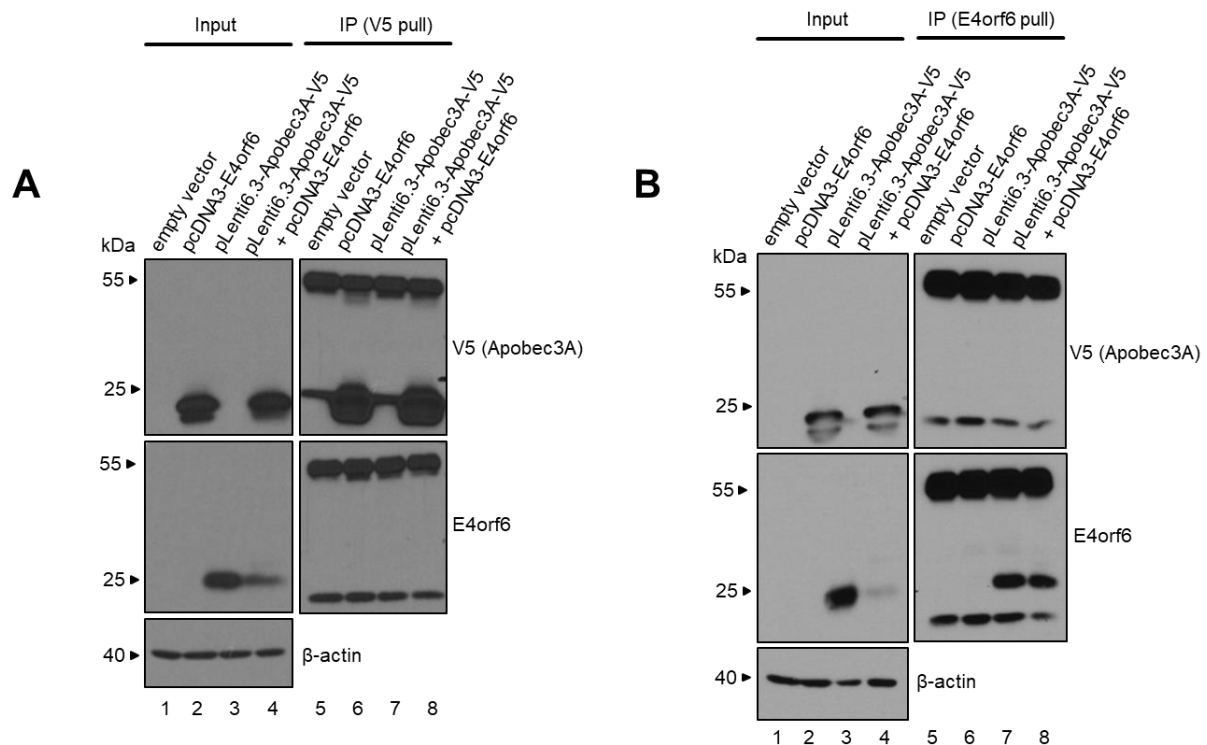 Input
IP (V5 pull)
empty vector
pcDNA3-E4orf6
pLenti6.3-Apobec3A-V5
pLenti6.3-Apobec3A-V5
+ pcDNA3-E4orf6
empty vector
pcDNA3-E4orf6
pLenti6.3-Apobec3A-V5
pLenti6.3-Apobec3A-V5
+ pcDNA3-E4orf6
A
kDa
55
V5 (Apobec3A)
25
55
E4orf6
25
40
β-actin
1 2 3 4 5 6 7 8
Input
IP (E4orf6 pull)
empty vector
pcDNA3-E4orf6
pLenti6.3-Apobec3A-V5
pLenti6.3-Apobec3A-V5
+ pcDNA3-E4orf6
empty vector
pcDNA3-E4orf6
pLenti6.3-Apobec3A-V5
pLenti6.3-Apobec3A-V5
+ pcDNA3-E4orf6
B
kDa
55
V5 (Apobec3A)
25
55
E4orf6
25
40
β-actin
1 2 3 4 5 6 7 8